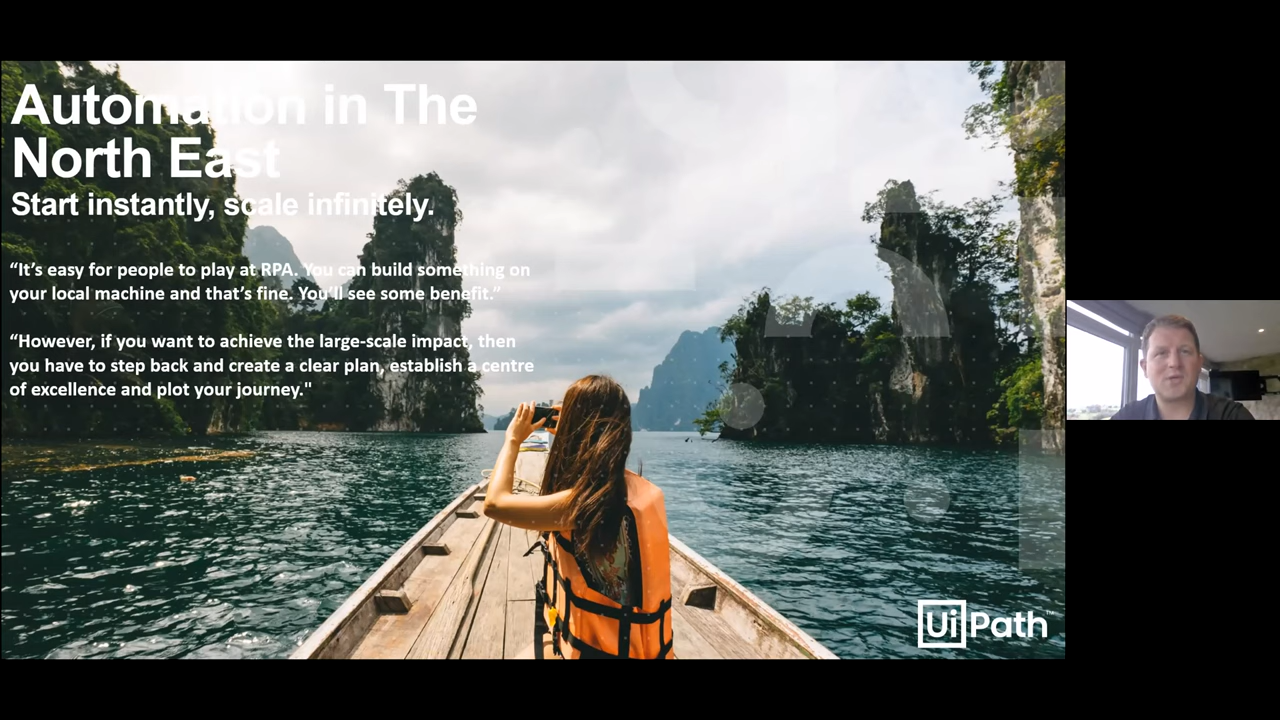 Automation in The
North East
Start instantly, scale infinitely.
“It’s easy for people to play at RPA. You can build something on
your local machine and that’s fine. You’ll see some benefit.”
“However, if you want to achieve the large-scale impact, then
you have to step back and create a clear plan, establish a centre
of excellence and plot your journey."
UiPath™